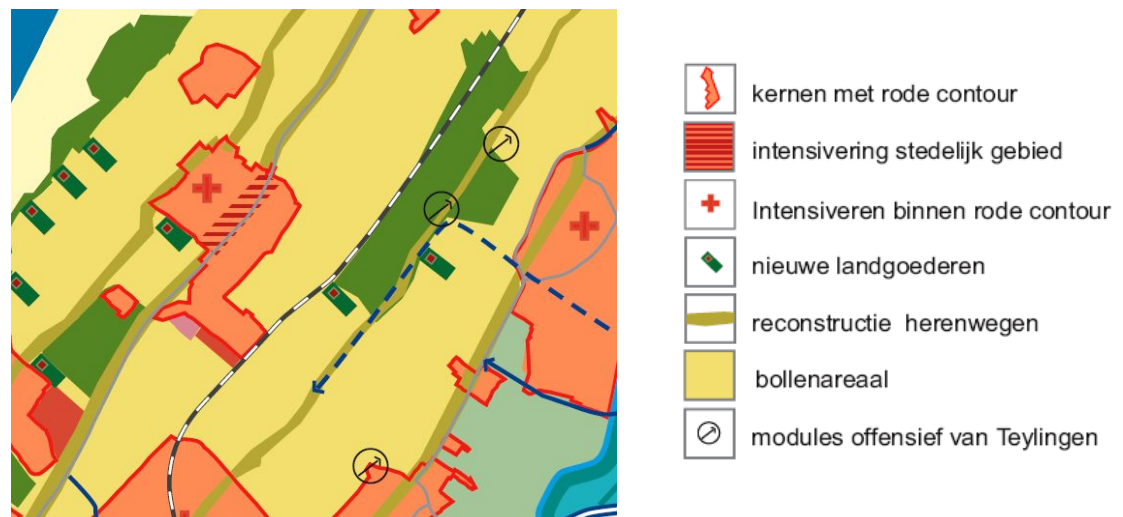 kernen met rode contour
intensivering stedelijk gebied
Intensiveren binnen rode contour
nieuwe landgoederen
reconstructie herenwegen
bollenareaal
modules offensief van Teylingen